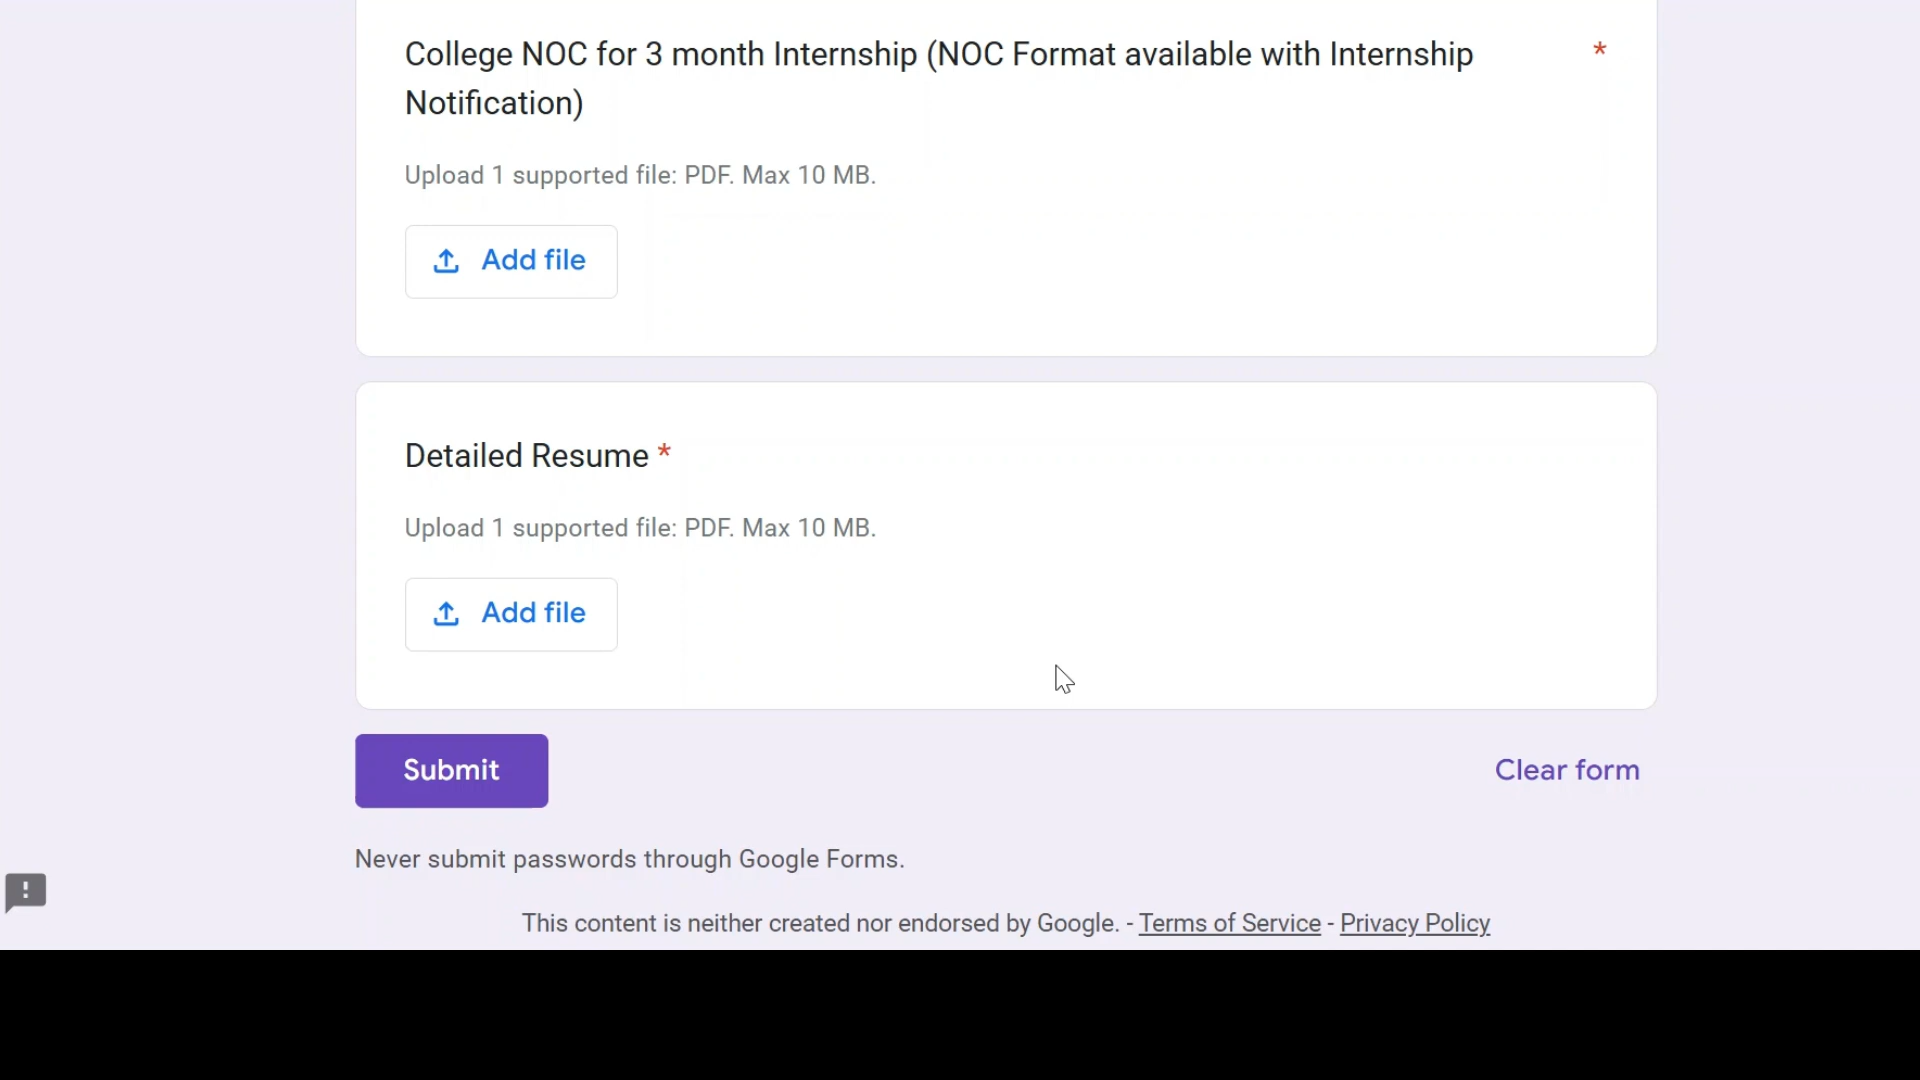 College NOC for 3 month Internship (NOC Format available with Internship *
Notification)
Upload 1 supported file: PDF. Max 10 MB.
Add file
Detailed Resume *
Upload 1 supported file: PDF. Max 10 MB.
Add file
Submit
Clear form
Never submit passwords through Google Forms.
This content is neither created nor endorsed by Google. - Terms of Service - Privacy Policy